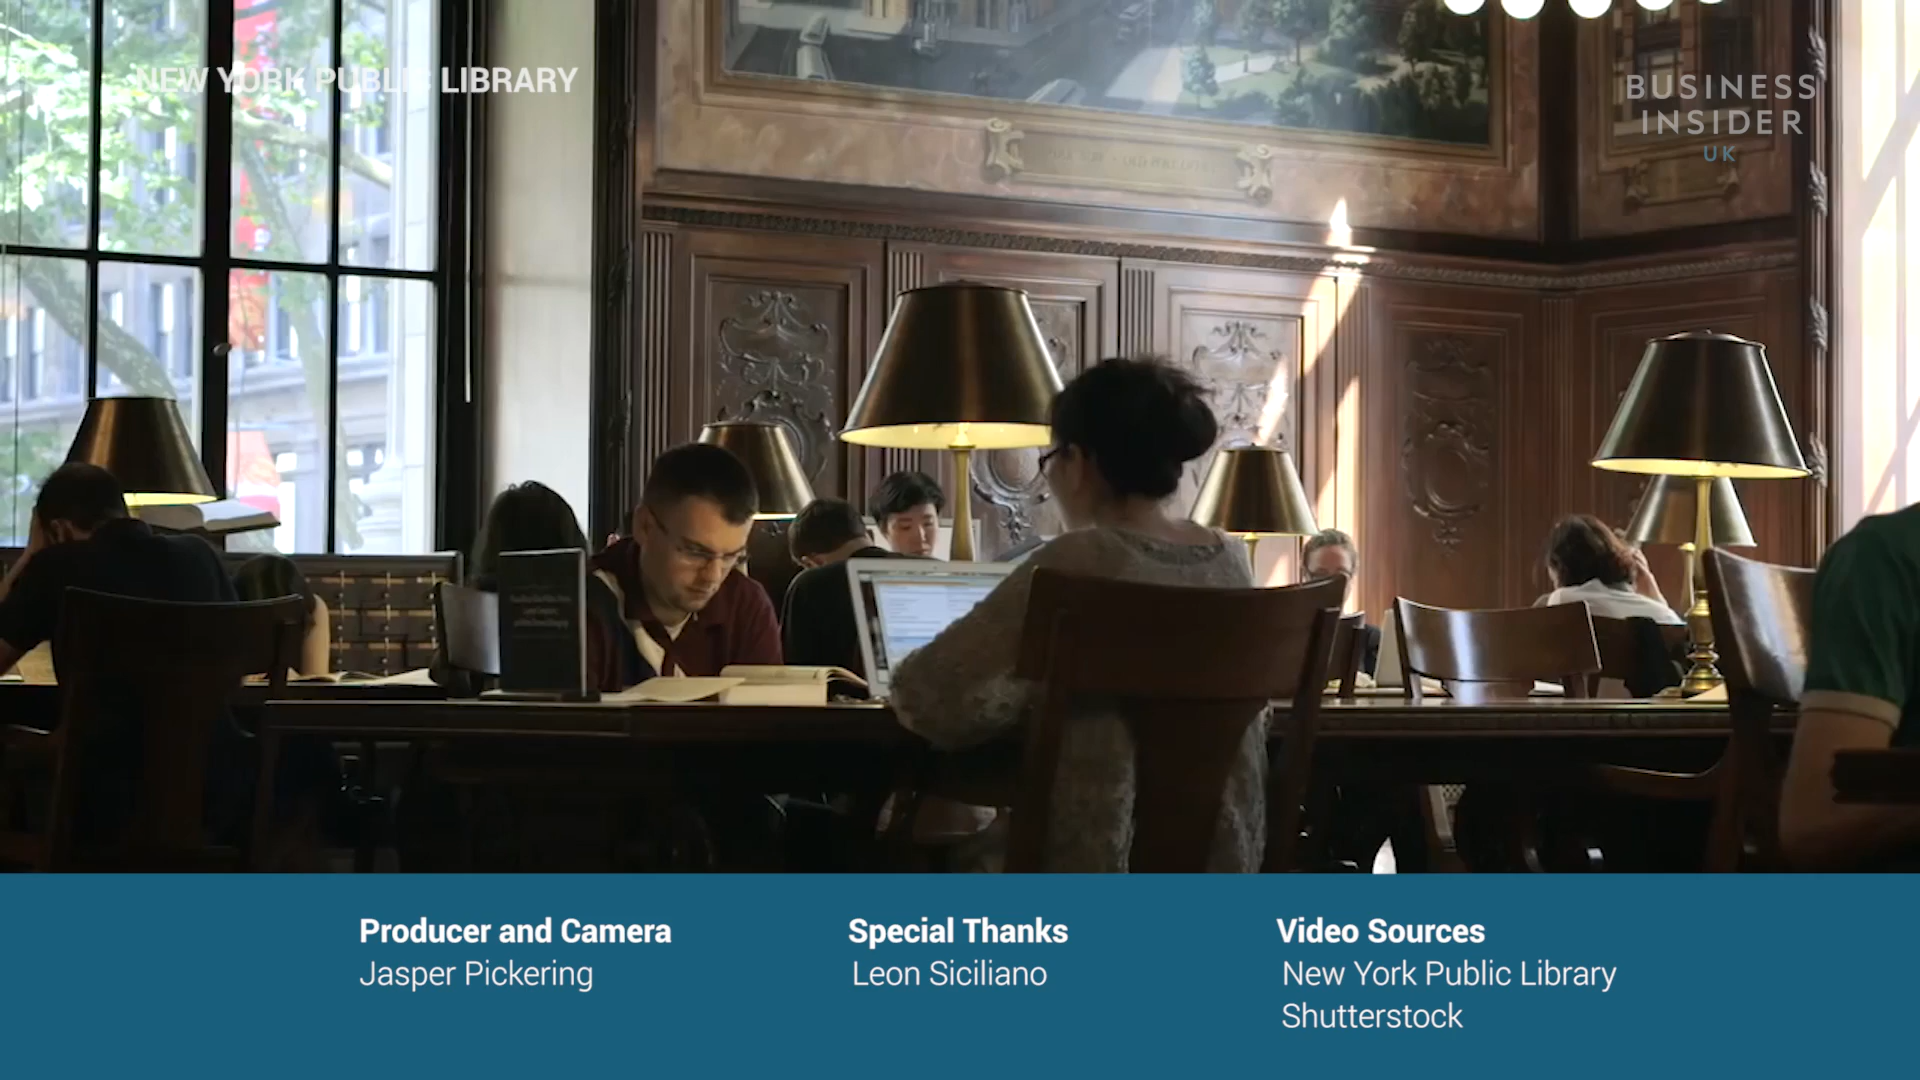 NEW YORK PUBLIC LIBRARY
BUSINESS
INSIDER
UK
Producer and Camera
Jasper Pickering
Special Thanks
Leon Siciliano
Video Sources
New York Public Library
Shutterstock